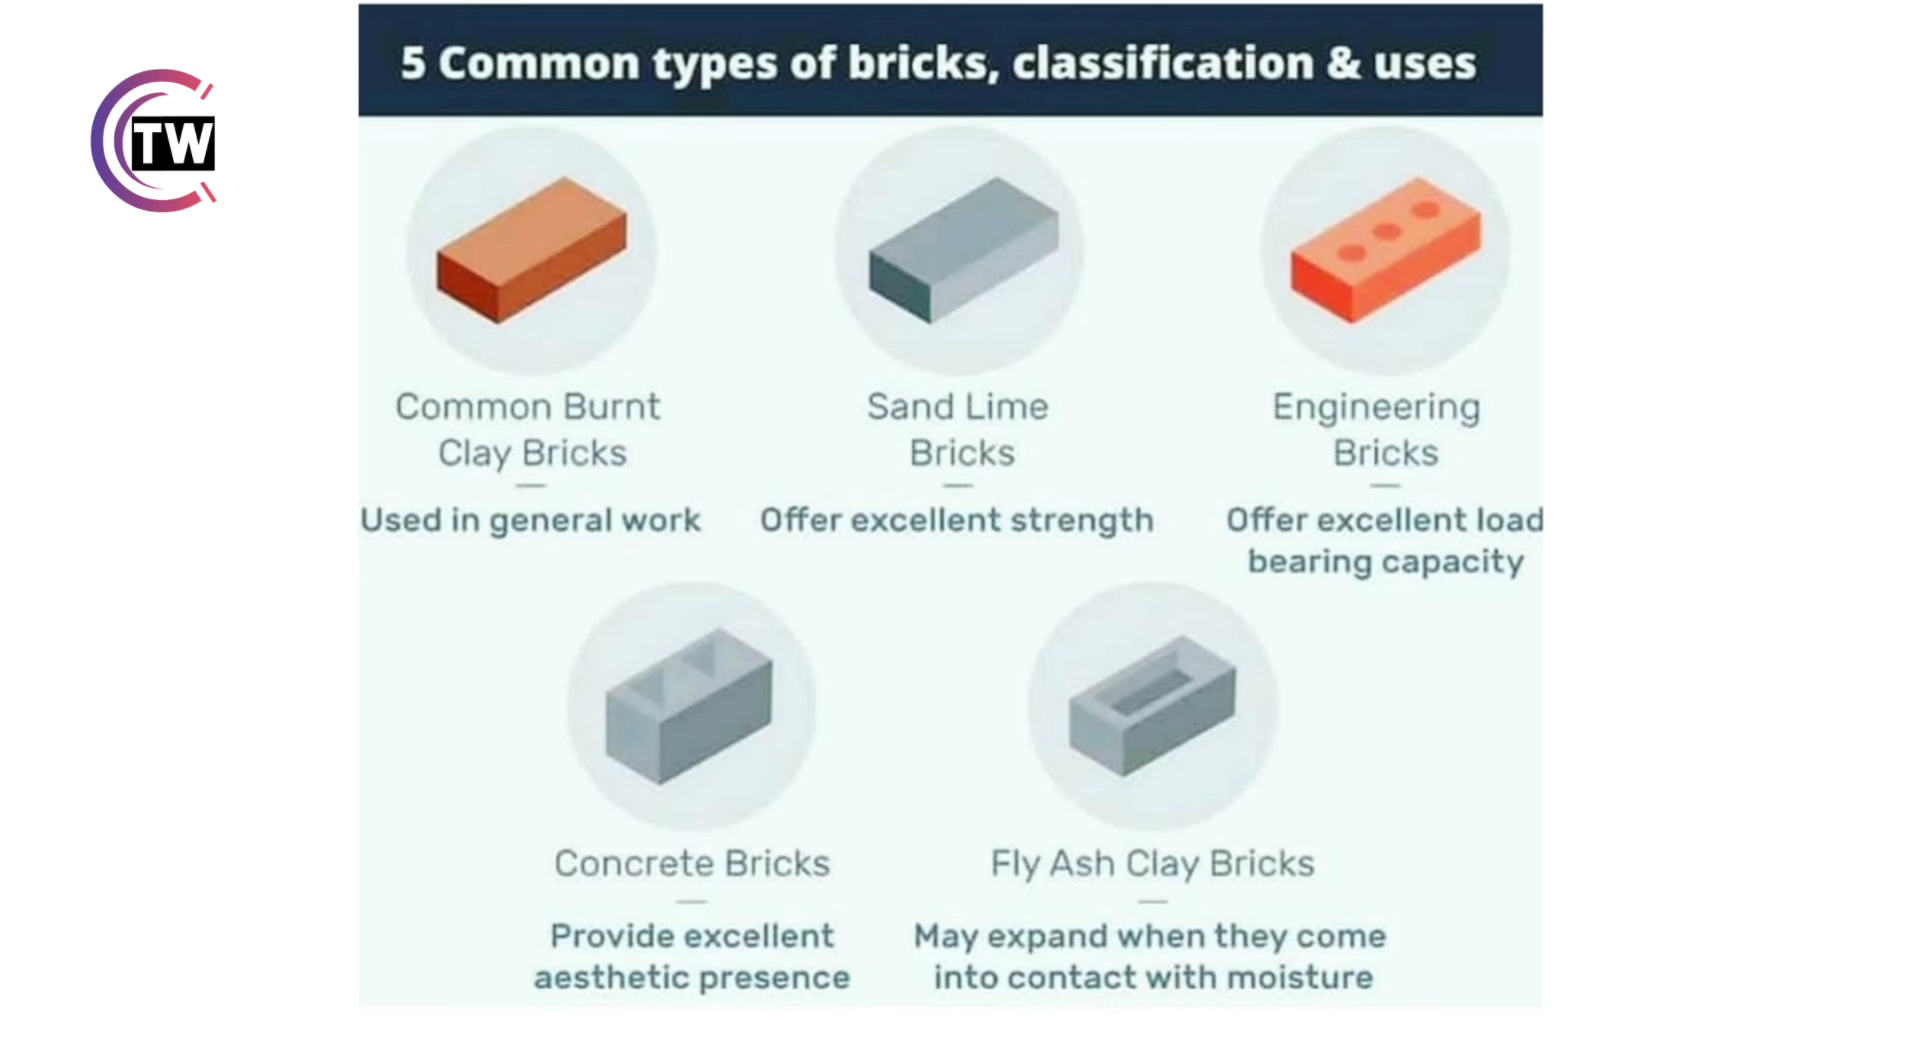 5 Common types of bricks, classification & uses
TW
Common Burnt
Clay Bricks
Used in general work
Sand Lime
Bricks
Offer excellent strength
Engineering
Bricks
Offer excellent load
bearing capacity
Concrete Bricks
Provide excellent
aesthetic presence
Fly Ash Clay Bricks
May expand when they come
into contact with moisture